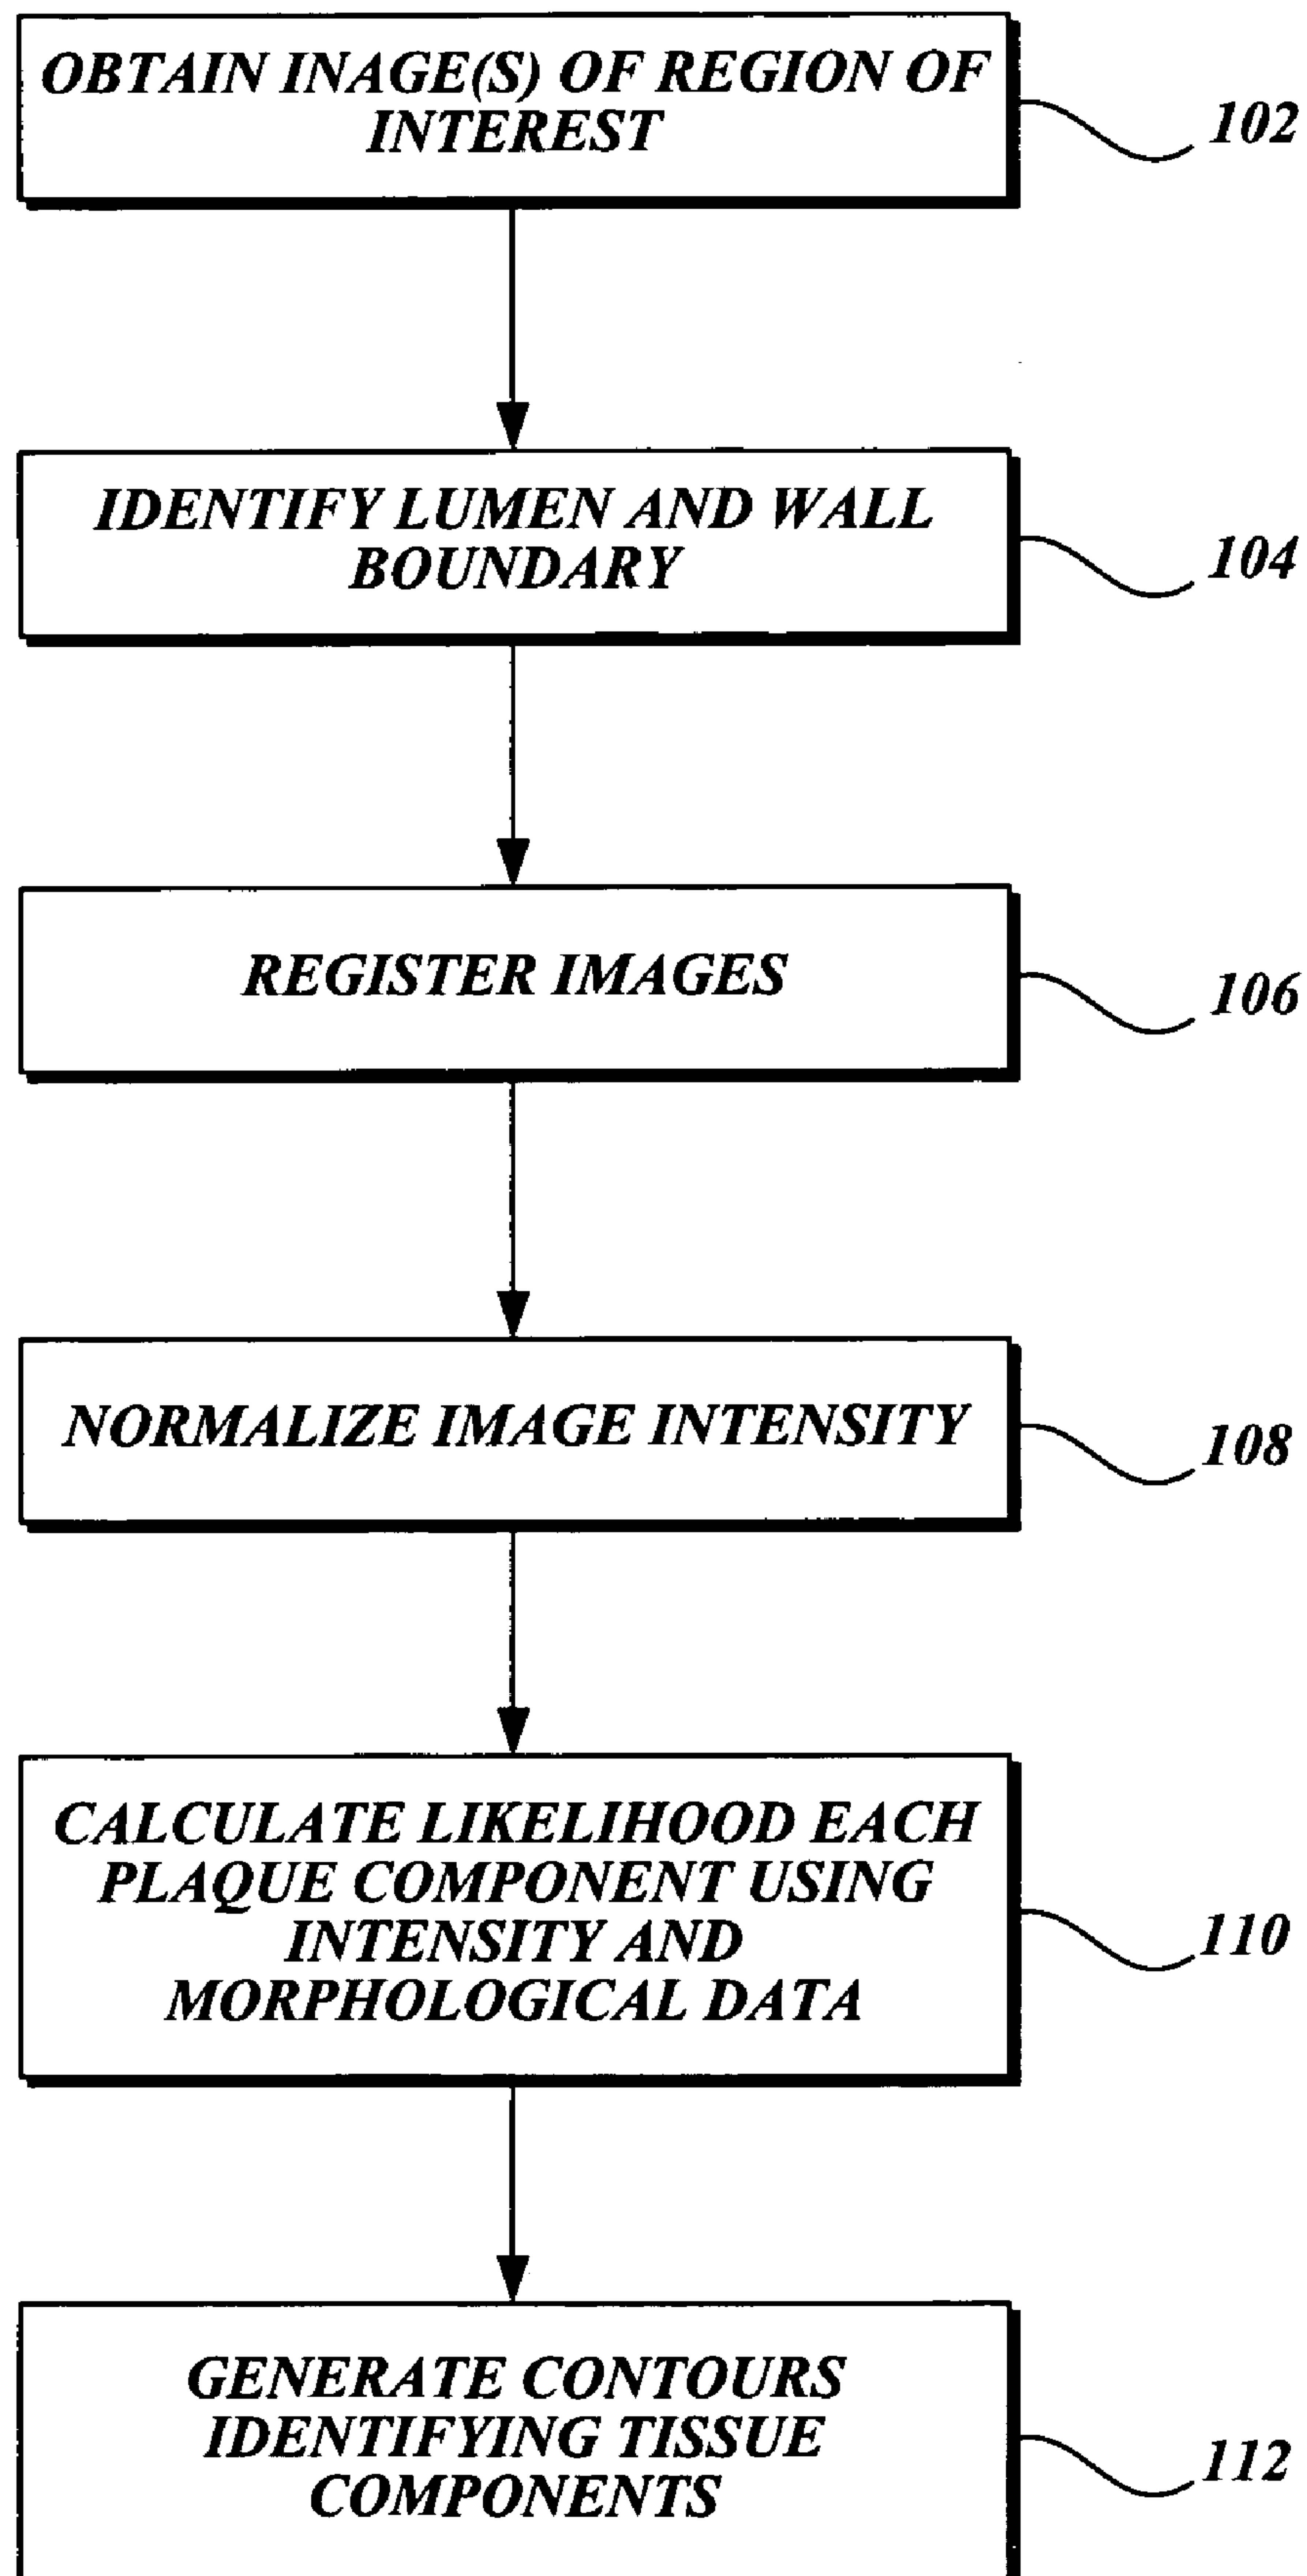 OBTAIN INAGE(S) OF REGION OF
INTEREST
102
IDENTIFY LUMEN AND WALL
BOUNDARY
104
REGISTER IMAGES
106
NORMALIZE IMAGE INTENSITY
108
CALCULATE LIKELIHOOD EACH
PLAQUE COMPONENT USING
INTENSITY AND
MORPHOLOGICAL DATA
110
GENERATE CONTOURS
IDENTIFYING TISSUE
COMPONENTS
112